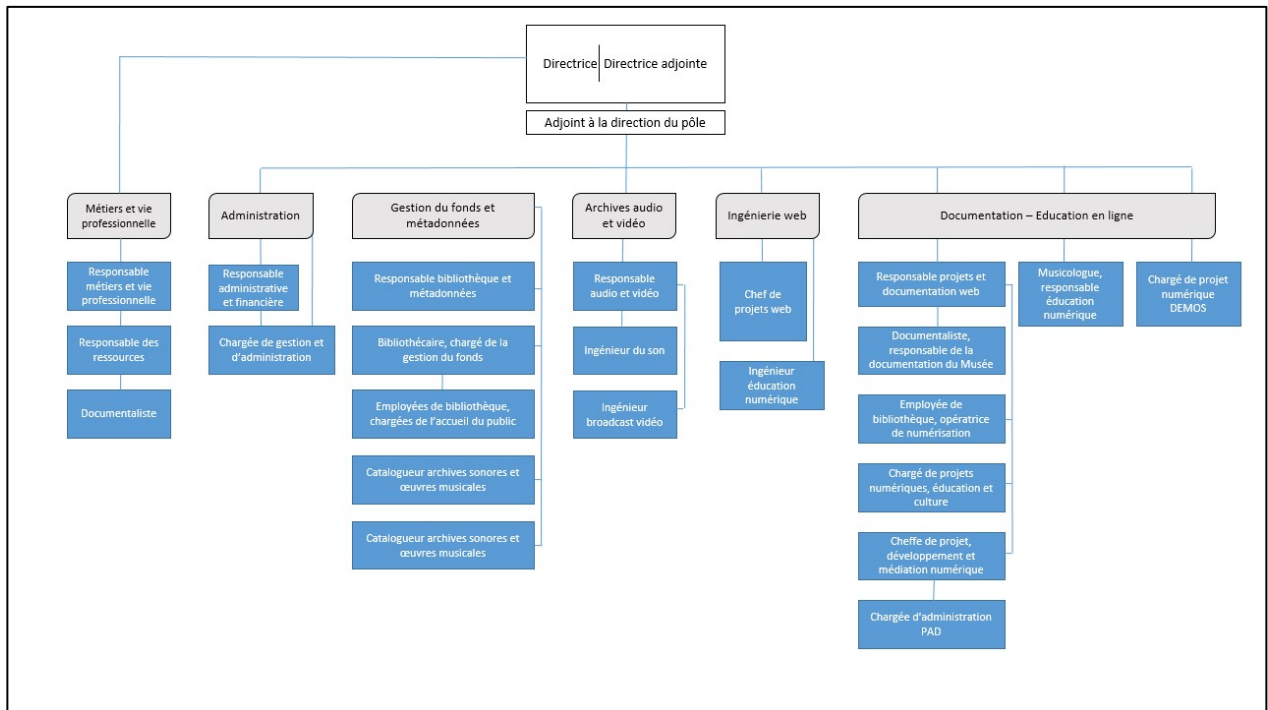 Directrice Directrice adjointe
Adjoint à la direction du pôle
Métiers et vie
professionnelle
Responsable
métiers et vie
professionnelle
Responsable des
ressources
Documentaliste
Administration
Responsable
administrative
et financière
Chargée de gestion et
d’administration
Gestion du fonds et
métadonnées
Responsable bibliothèque et
métadonnées
Bibliothécaire, chargé de la
gestion du fonds
Employées de bibliothèque,
chargées de l’accueil du public
Catalogueur archives sonores et
œuvres musicales
Catalogueur archives sonores et
œuvres musicales
Archives audio
et vidéo
Responsable
audio et vidéo
Ingénieur du son
Ingénieur
broadcast vidéo
Ingénierie web
Chef de
projets web
Ingénieur
éducation
numérique
Documentation – Education en ligne
Responsable projets et
documentation web
Documentaliste,
responsable de la
documentation du Musée
Employée de
bibliothèque, opératrice
de numérisation
Chargé de projets
numériques, éducation et
culture
Cheffe de projet,
développement et
médiation numérique
Chargée d'administration
PAD
Musicologue,
responsable
éducation
numérique
Chargé de projet
numérique
DEMOS